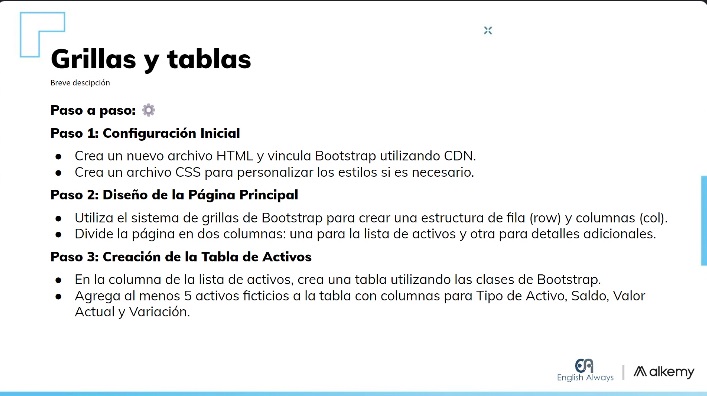 Grillas y tablas
Breve descipción
Paso a paso:
Paso 1: Configuración Inicial
● Crea un nuevo archivo HTML y vincula Bootstrap utilizando CDN.
● Crea un archivo CSS para personalizar los estilos si es necesario.
Paso 2: Diseño de la Página Principal
● Utiliza el sistema de grillas de Bootstrap para crear una estructura de fila (row) y columnas (col).
● Divide la página en dos columnas: una para la lista de activos y otra para detalles adicionales.
Paso 3: Creación de la Tabla de Activos
● En la columna de la lista de activos, crea una tabla utilizando las clases de Bootstrap.
● Agrega al menos 5 activos ficticios a la tabla con columnas para Tipo de Activo, Saldo, Valor
Actual y Variación.
English Always
alkemy